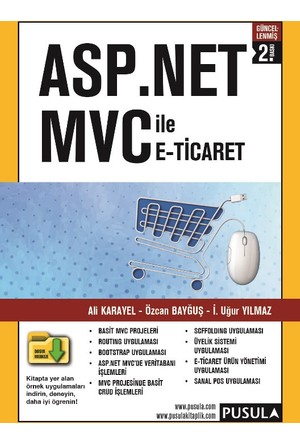 GÜNCEL-
LENMİŞ
2.
BASKI
ASP.NET
MVC ile
E-TİCARET
Ali KARAYEL - Özcan BAYĞUŞ - İ. Uğur YILMAZ
Kitapta yer alan
örnek uygulamaları
indirin, deneyin,
daha iyi öğrenin!
• BASİT MVC PROJELERİ
• ROUTING UYGULAMASI
• BOOTSTRAP UYGULAMASI
• ASP.NET MVC'DE VERİTABANI
İŞLEMLERİ
• MVC PROJESİNDE BASİT
CRUD İŞLEMLERİ
• SCFFOLDING UYGULAMASI
• ÜYELİK SİSTEMİ
UYGULAMASI
• E-TİCARET ÜRÜN YÖNETİMİ
UYGULAMASI
• SANAL POS UYGULAMASI
www.pusula.com
www.pusulakitaplik.com
PUSULA